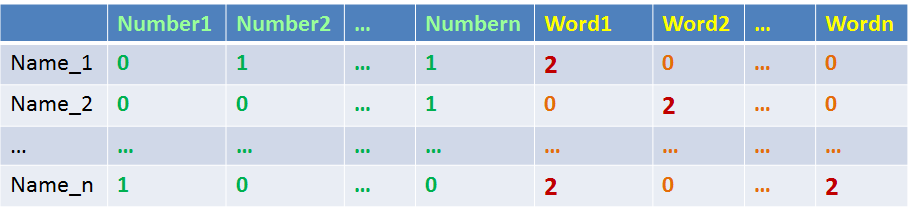 Number1 Number2 ... Numbern Word1 Word2 ... Wordn
Name_1 0 1 ... 1 2 0 ... 0
Name_2 0 0 ... 1 0 2 ... 0
... ... ... ... ... ... ... ... ...
Name_n 1 0 ... 0 2 0 ... 2